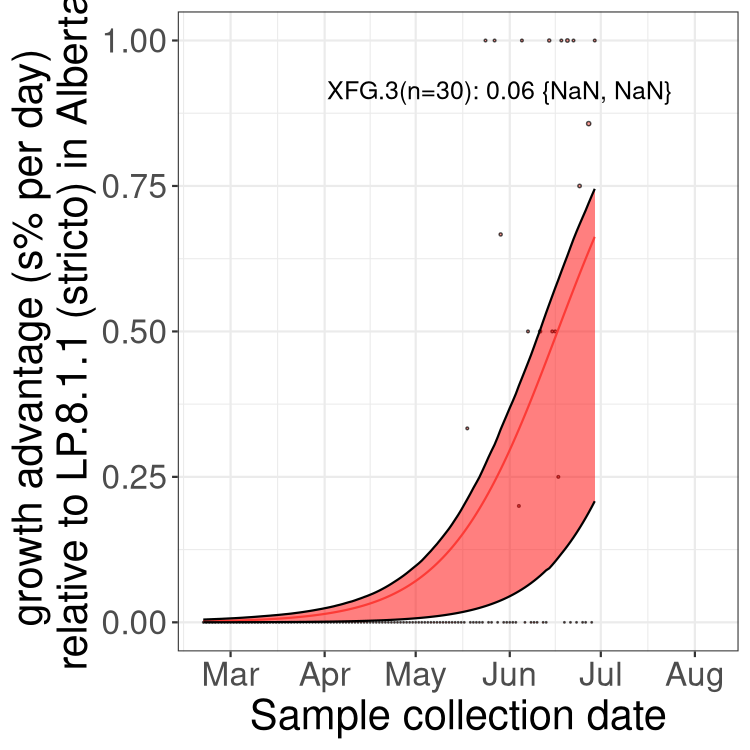 growth advantage (s% per day)
relative to LP.8.1.1 (stricto) in Alberta
1.00
0.75
0.50
0.25
0.00
XFG.3(n=30): 0.06 {NaN, NaN}
Mar Apr May Jun Jul Aug
Sample collection date